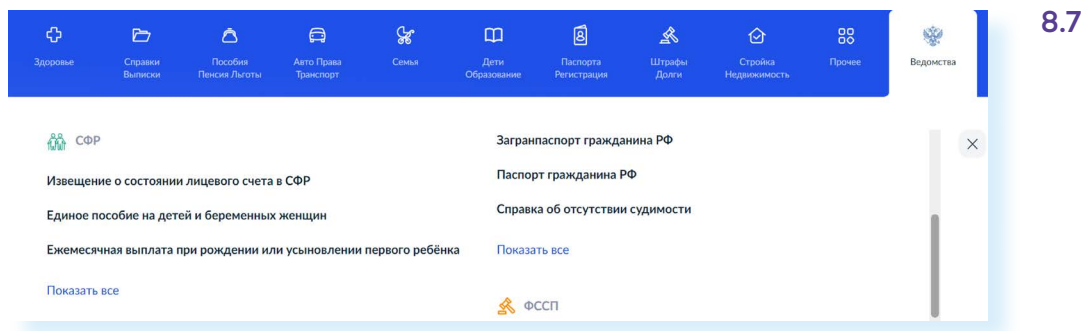 8.7
Здоровье
Справки
Выписки
Пособия
Пенсия Льготы
Авто Права
Транспорт
Семья
Дети
Образование
Паспорта
Регистрация
Штрафы
Долги
Стройка
Недвижимость
Прочее
Ведомства
СФР
Извещение о состоянии лицевого счета в СФР
Единое пособие на детей и беременных женщин
Ежемесячная выплата при рождении или усыновлении первого ребёнка
Показать все
Загранпаспорт гражданина РФ
Паспорт гражданина РФ
Справка об отсутствии судимости
Показать все
ФССП